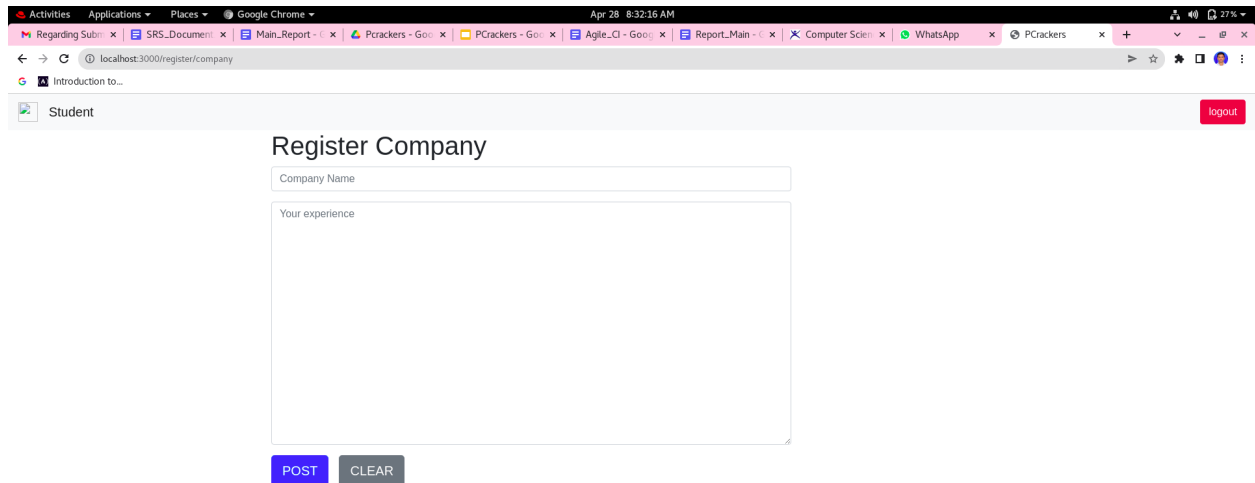 Activities Applications Places Google Chrome Apr 28 8:32:16 AM 27%
Regarding Subm SRS_Document Main_Report - G Pcrackers - Goo PCrackers - Goo Agile_CI - Goog Report_Main - G Computer Scien WhatsApp PCrackers
localhost:3000/register/company
Introduction to...
Student logout
Register Company
Company Name
Your experience
POST CLEAR